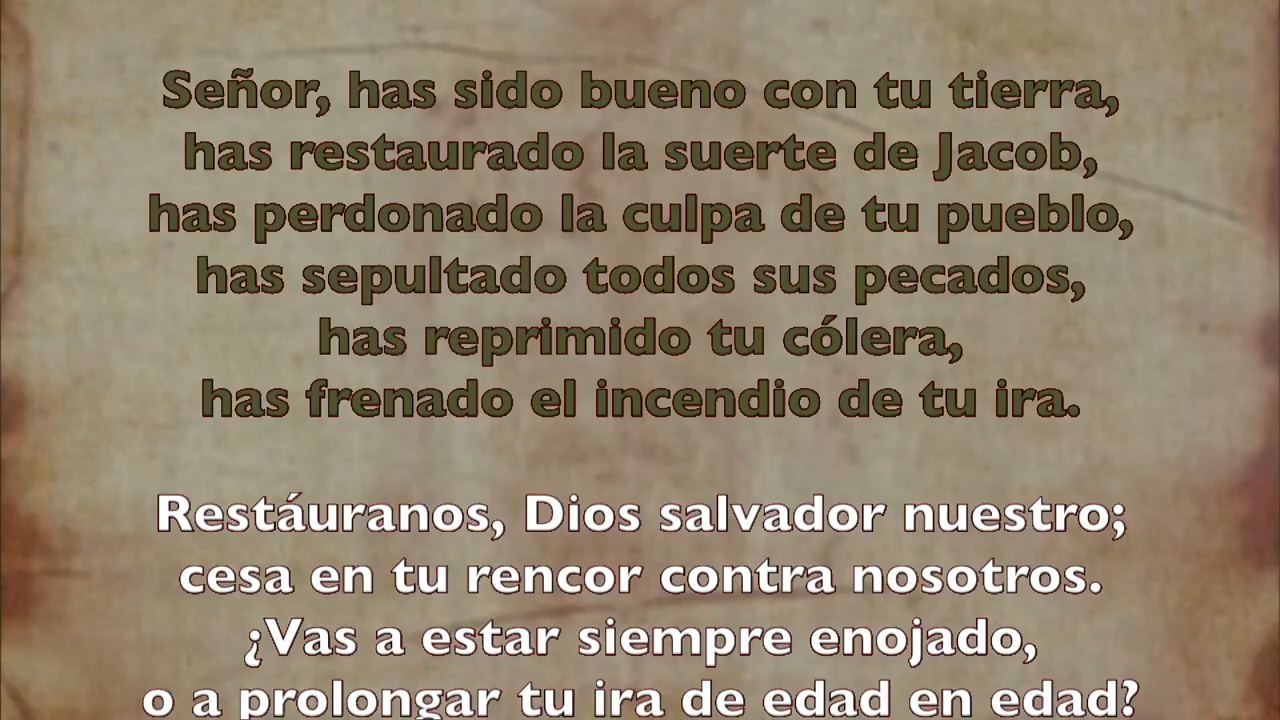 Señor, has sido bueno con tu tierra,
has restaurado la suerte de Jacob,
has perdonado la culpa de tu pueblo,
has sepultado todos sus pecados,
has reprimido tu cólera,
has frenado el incendio de tu ira.
Restáuranos, Dios salvador nuestro;
cesa en tu rencor contra nosotros.
¿Vas a estar siempre enojado,
o a prolongar tu ira de edad en edad?